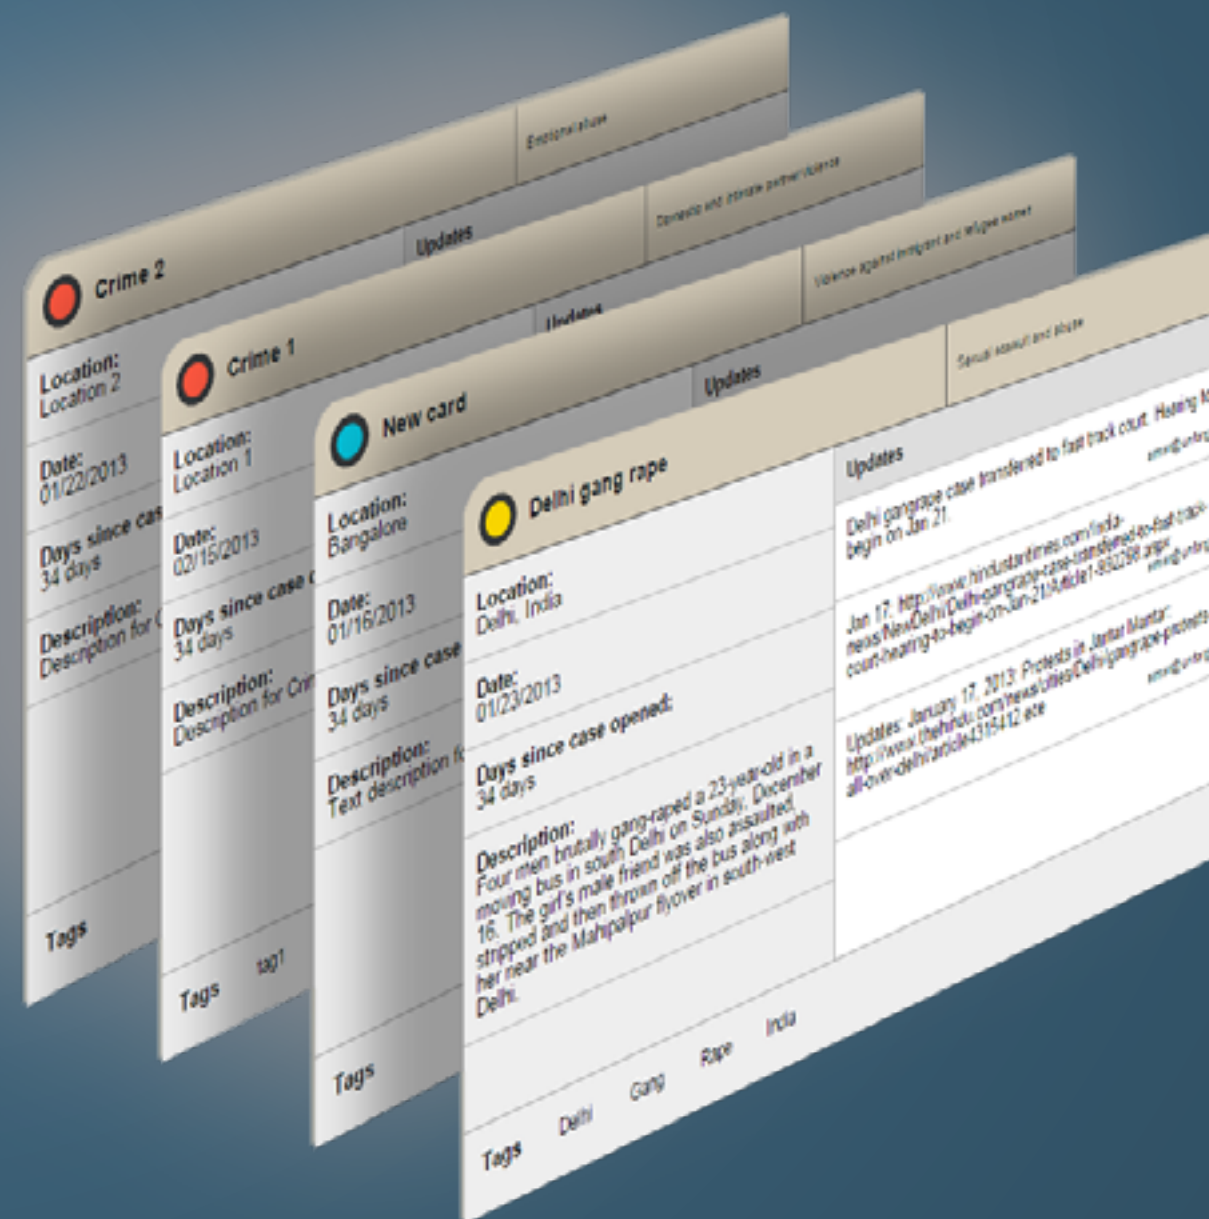 Crime 2
Emotional abuse
Location:
Location 2
Updates
Date:
01/22/2013
Days since cas
34 days
Description:
Description for C
Tags
Crime 1
Domestic and intimate partner violence
Location:
Location 1
Updates
Date:
02/15/2013
Days since case o
34 days
Description:
Description for Crim
Tags
tag1
New card
Violence against immigrant and refugee women
Location:
Bangalore
Updates
Date:
01/16/2013
Days since case
34 days
Description:
Text description fo
Tags
Delhi gang rape
Sexual assault and abuse
Location:
Delhi, India
Date:
01/23/2013
Days since case opened:
34 days
Description:
Four men brutally gang-raped a 23-year-old in a
moving bus in south Delhi on Sunday, December
16. The girl's male friend was also assaulted,
stripped and then thrown off the bus along with
her near the Mahipalpur flyover in south-west
Delhi.
Updates
Delhi gangrape case transferred to fast track court. Hearing
begin on Jan 21.
Jan 17: http://www.hindustantimes.com/India-
news/NewDelhi/Delhi-gangrape-case-transferred-to-fast-track-
court-hearing-to-begin-on-Jan-21/Article1-992298.aspx
Updates: January 17, 2013: Protests in Jantar Mantar:
http://www.thehindu.com/news/cities/Delhi/gangrape-protests
all-over-delhi/article4315412.ece
Tags
Delhi
Gang
Rape
India